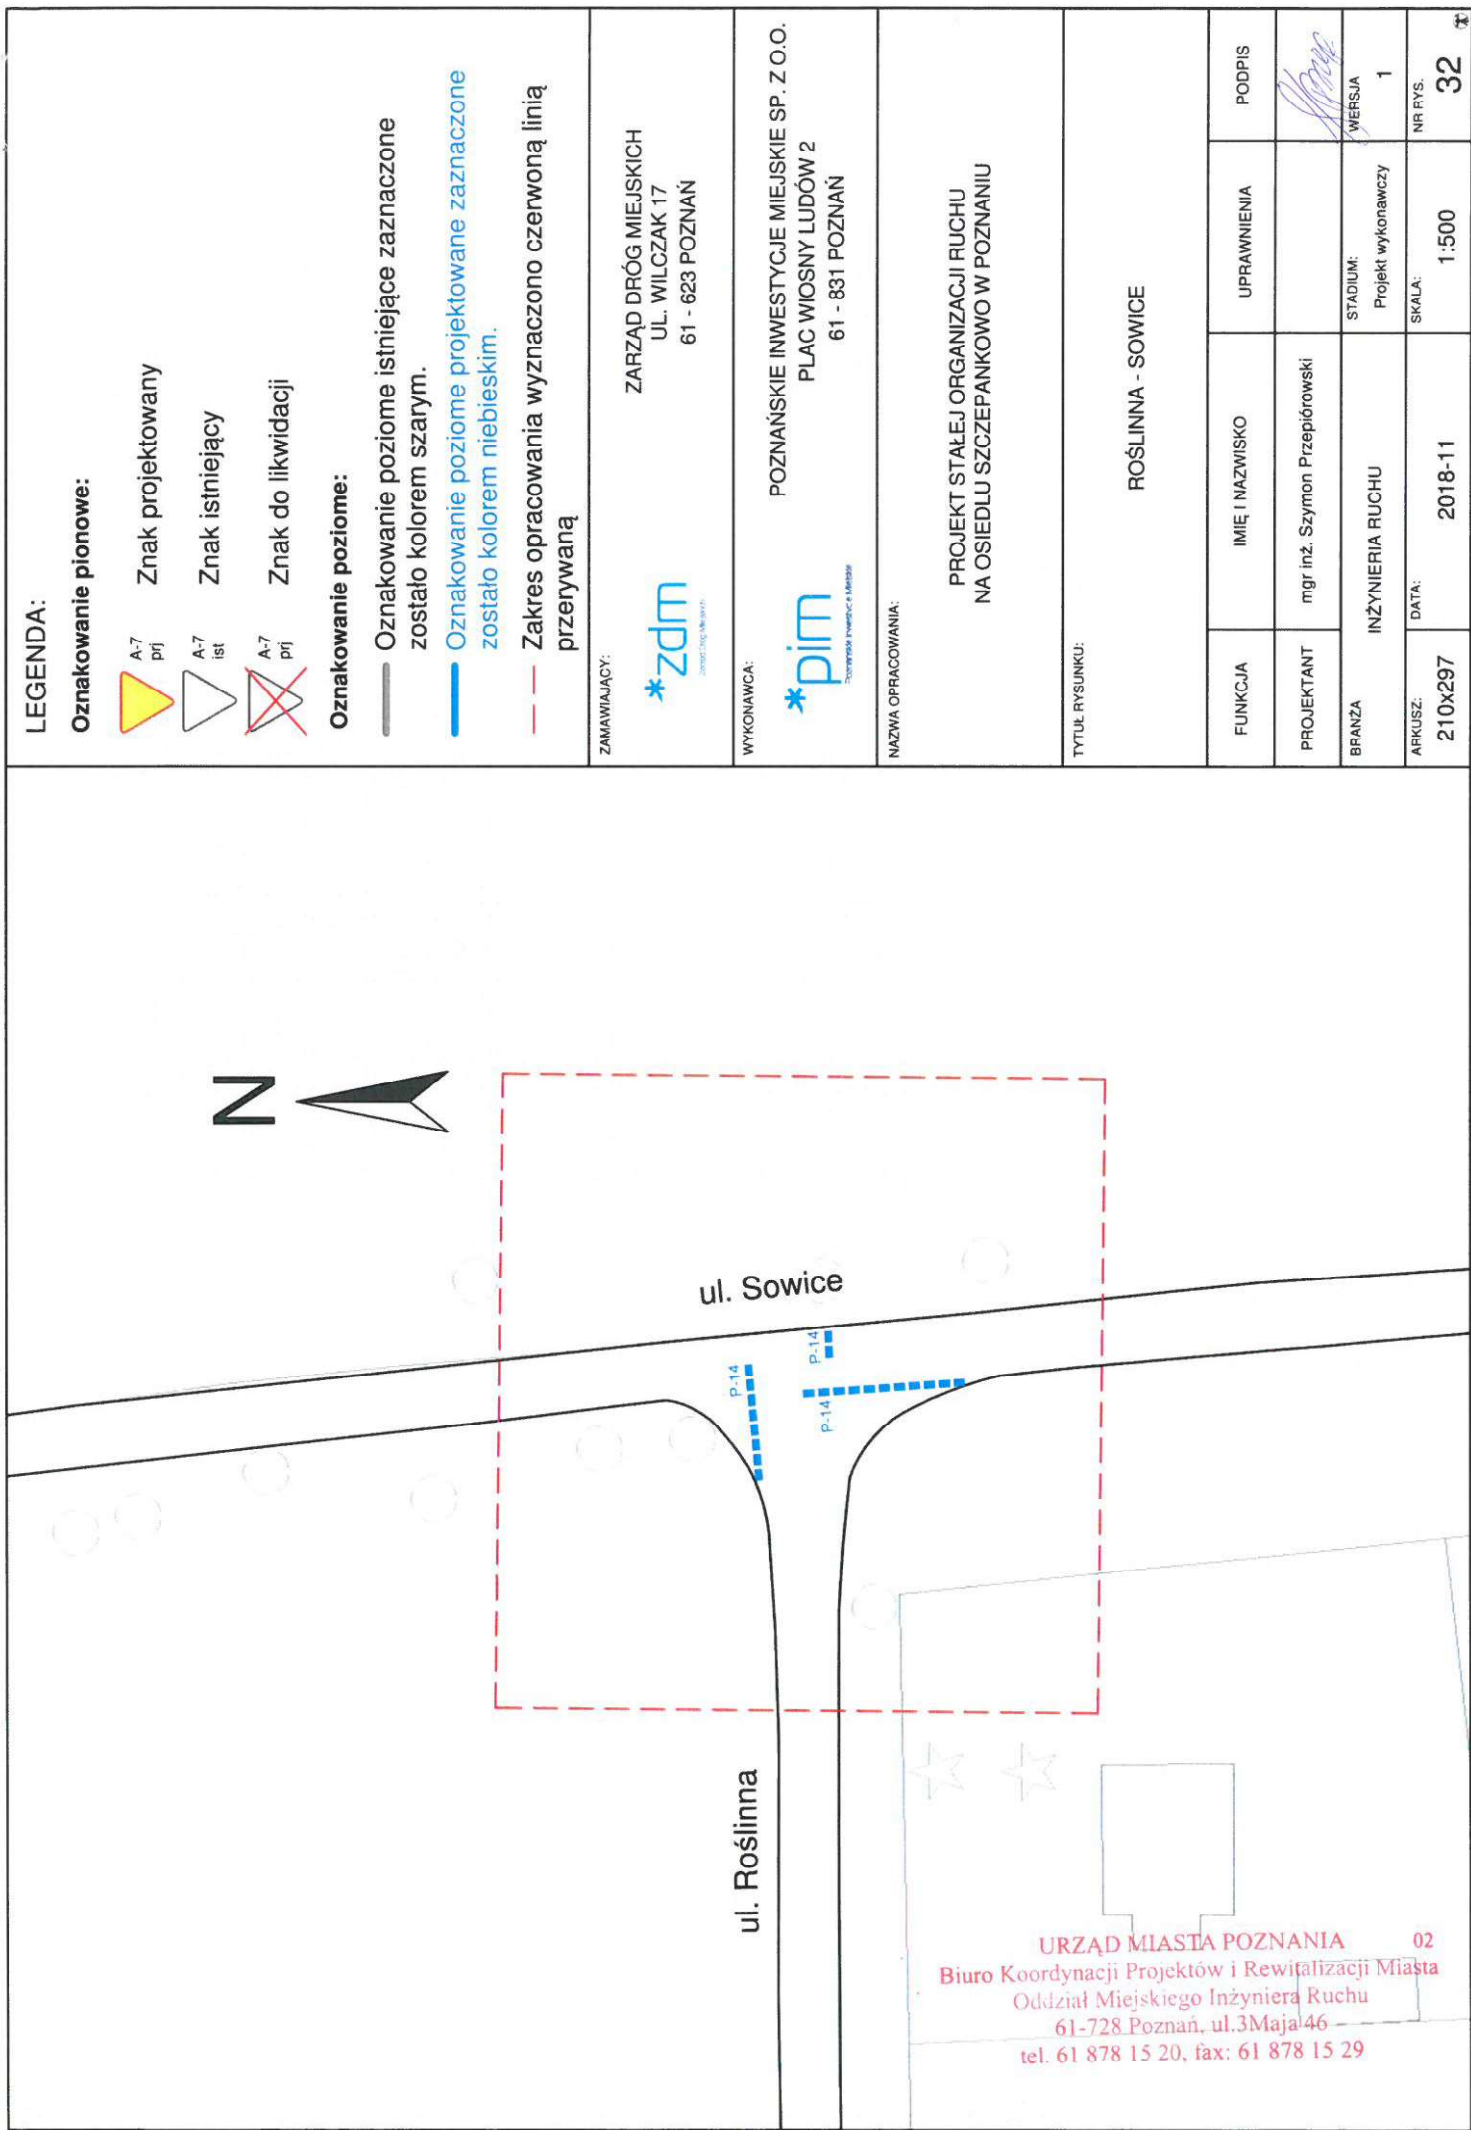 LEGENDA:
Oznakowanie pionowe:
A-7
prj
Znak projektowany
A-7
ist
Znak istniejący
A-7
prj
Znak do likwidacji
Oznakowanie poziome:
Oznakowanie poziome istniejące zaznaczone
zostało kolorem szarym.
Oznakowanie poziome projektowane zaznaczone
zostało kolorem niebieskim.
Zakres opracowania wyznaczono czerwoną linią
przerywaną
ZAMAWIAJĄCY:
*zdm
Zarząd Dróg Miejskich
ZARZĄD DRÓG MIEJSKICH
UL. WILCZAK 17
61 - 623 POZNAŃ
WYKONAWCA:
*pim
Poznańskie Inwestycje Miejskie
POZNAŃSKIE INWESTYCJE MIEJSKIE SP. Z O.O.
PLAC WIOSNY LUDÓW 2
61 - 831 POZNAŃ
NAZWA OPRACOWANIA:
PROJEKT STAŁEJ ORGANIZACJI RUCHU
NA OSIEDLU SZCZEPANKOWO W POZNANIU
TYTUŁ RYSUNKU:
ROŚLINNA - SOWICE
FUNKCJA IMIĘ I NAZWISKO UPRAWNIENIA PODPIS
PROJEKTANT mgr inż. Szymon Przepiórowski
BRANŻA INŻYNIERIA RUCHU STADIUM: Projekt wykonawczy WERSJA 1
ARKUSZ: 210x297 DATA: 2018-11 SKALA: 1:500 NR RYS. 32
N
ul. Sowice
P-14
P-14
P-14
ul. Roślinna
URZĄD MIASTA POZNANIA 02
Biuro Koordynacji Projektów i Rewitalizacji Miasta
Oddział Miejskiego Inżyniera Ruchu
61-728 Poznań, ul.3Maja 46
tel. 61 878 15 20, fax: 61 878 15 29